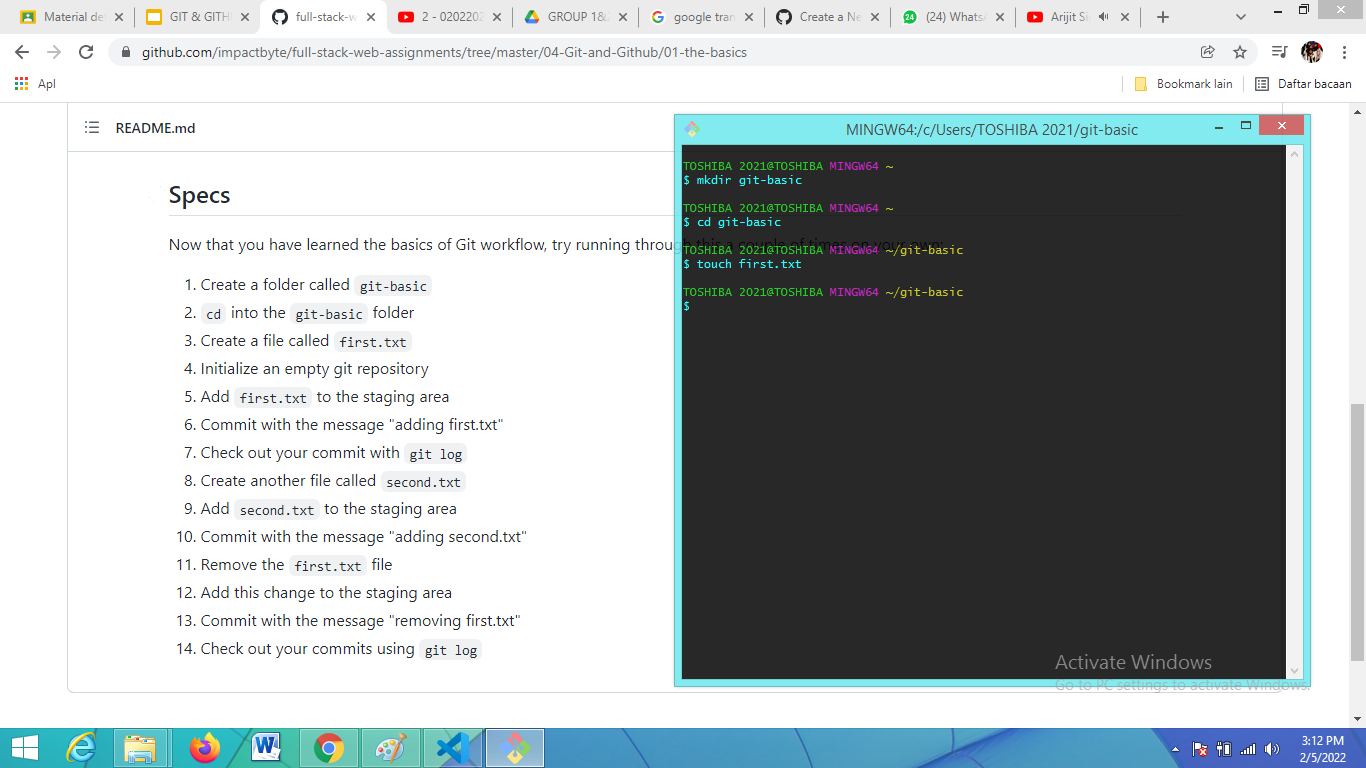 Material det
GIT & GITH
full-stack-w
2 - 0202202
GROUP 1&2
google tran
Create a Ne
(24) Whats
Arijit Si
github.com/impactbyte/full-stack-web-assignments/tree/master/04-Git-and-Github/01-the-basics
Apl
Bookmark lain
Daftar bacaan
README.md
Specs
Now that you have learned the basics of Git workflow, try running through this a couple of times on your own:
1. Create a folder called git-basic
2. cd into the git-basic folder
3. Create a file called first.txt
4. Initialize an empty git repository
5. Add first.txt to the staging area
6. Commit with the message "adding first.txt"
7. Check out your commit with git log
8. Create another file called second.txt
9. Add second.txt to the staging area
10. Commit with the message "adding second.txt"
11. Remove the first.txt file
12. Add this change to the staging area
13. Commit with the message "removing first.txt"
14. Check out your commits using git log
MINGW64:/c/Users/TOSHIBA 2021/git-basic
TOSHIBA 2021@TOSHIBA MINGW64 ~
$ mkdir git-basic
TOSHIBA 2021@TOSHIBA MINGW64 ~
$ cd git-basic
TOSHIBA 2021@TOSHIBA MINGW64 ~/git-basic
$ touch first.txt
TOSHIBA 2021@TOSHIBA MINGW64 ~/git-basic
$
Activate Windows
Go to PC settings to activate Windows.
3:12 PM
2/5/2022